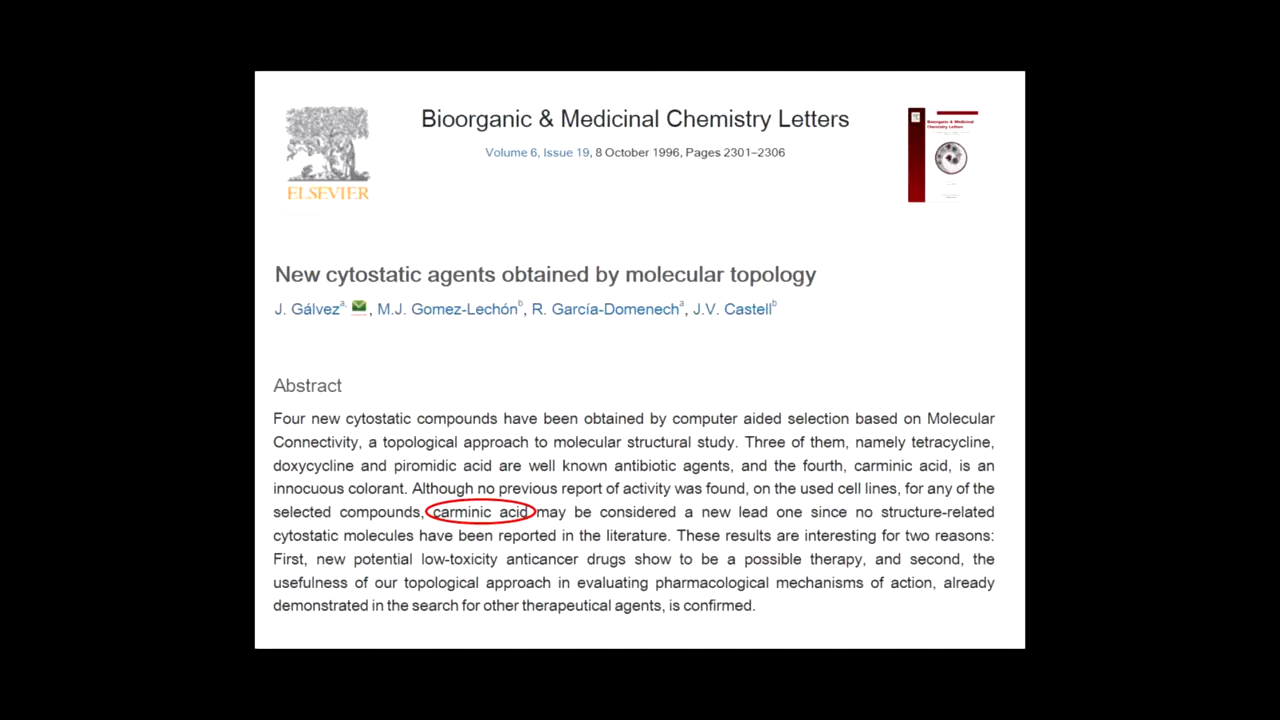 Bioorganic & Medicinal Chemistry Letters
Volume 6, Issue 19, 8 October 1996, Pages 2301–2306
ELSEVIER
Bioorganic & Medicinal
Chemistry Letters
New cytostatic agents obtained by molecular topology
J. Gálvez a, , M.J. Gomez-Lechón b, R. García-Domenech a, J.V. Castell b
Abstract
Four new cytostatic compounds have been obtained by computer aided selection based on Molecular
Connectivity, a topological approach to molecular structural study. Three of them, namely tetracycline,
doxycycline and piromidic acid are well known antibiotic agents, and the fourth, carminic acid, is an
innocuous colorant. Although no previous report of activity was found, on the used cell lines, for any of the
selected compounds, carminic acid may be considered a new lead one since no structure-related
cytostatic molecules have been reported in the literature. These results are interesting for two reasons:
First, new potential low-toxicity anticancer drugs show to be a possible therapy, and second, the
usefulness of our topological approach in evaluating pharmacological mechanisms of action, already
demonstrated in the search for other therapeutical agents, is confirmed.